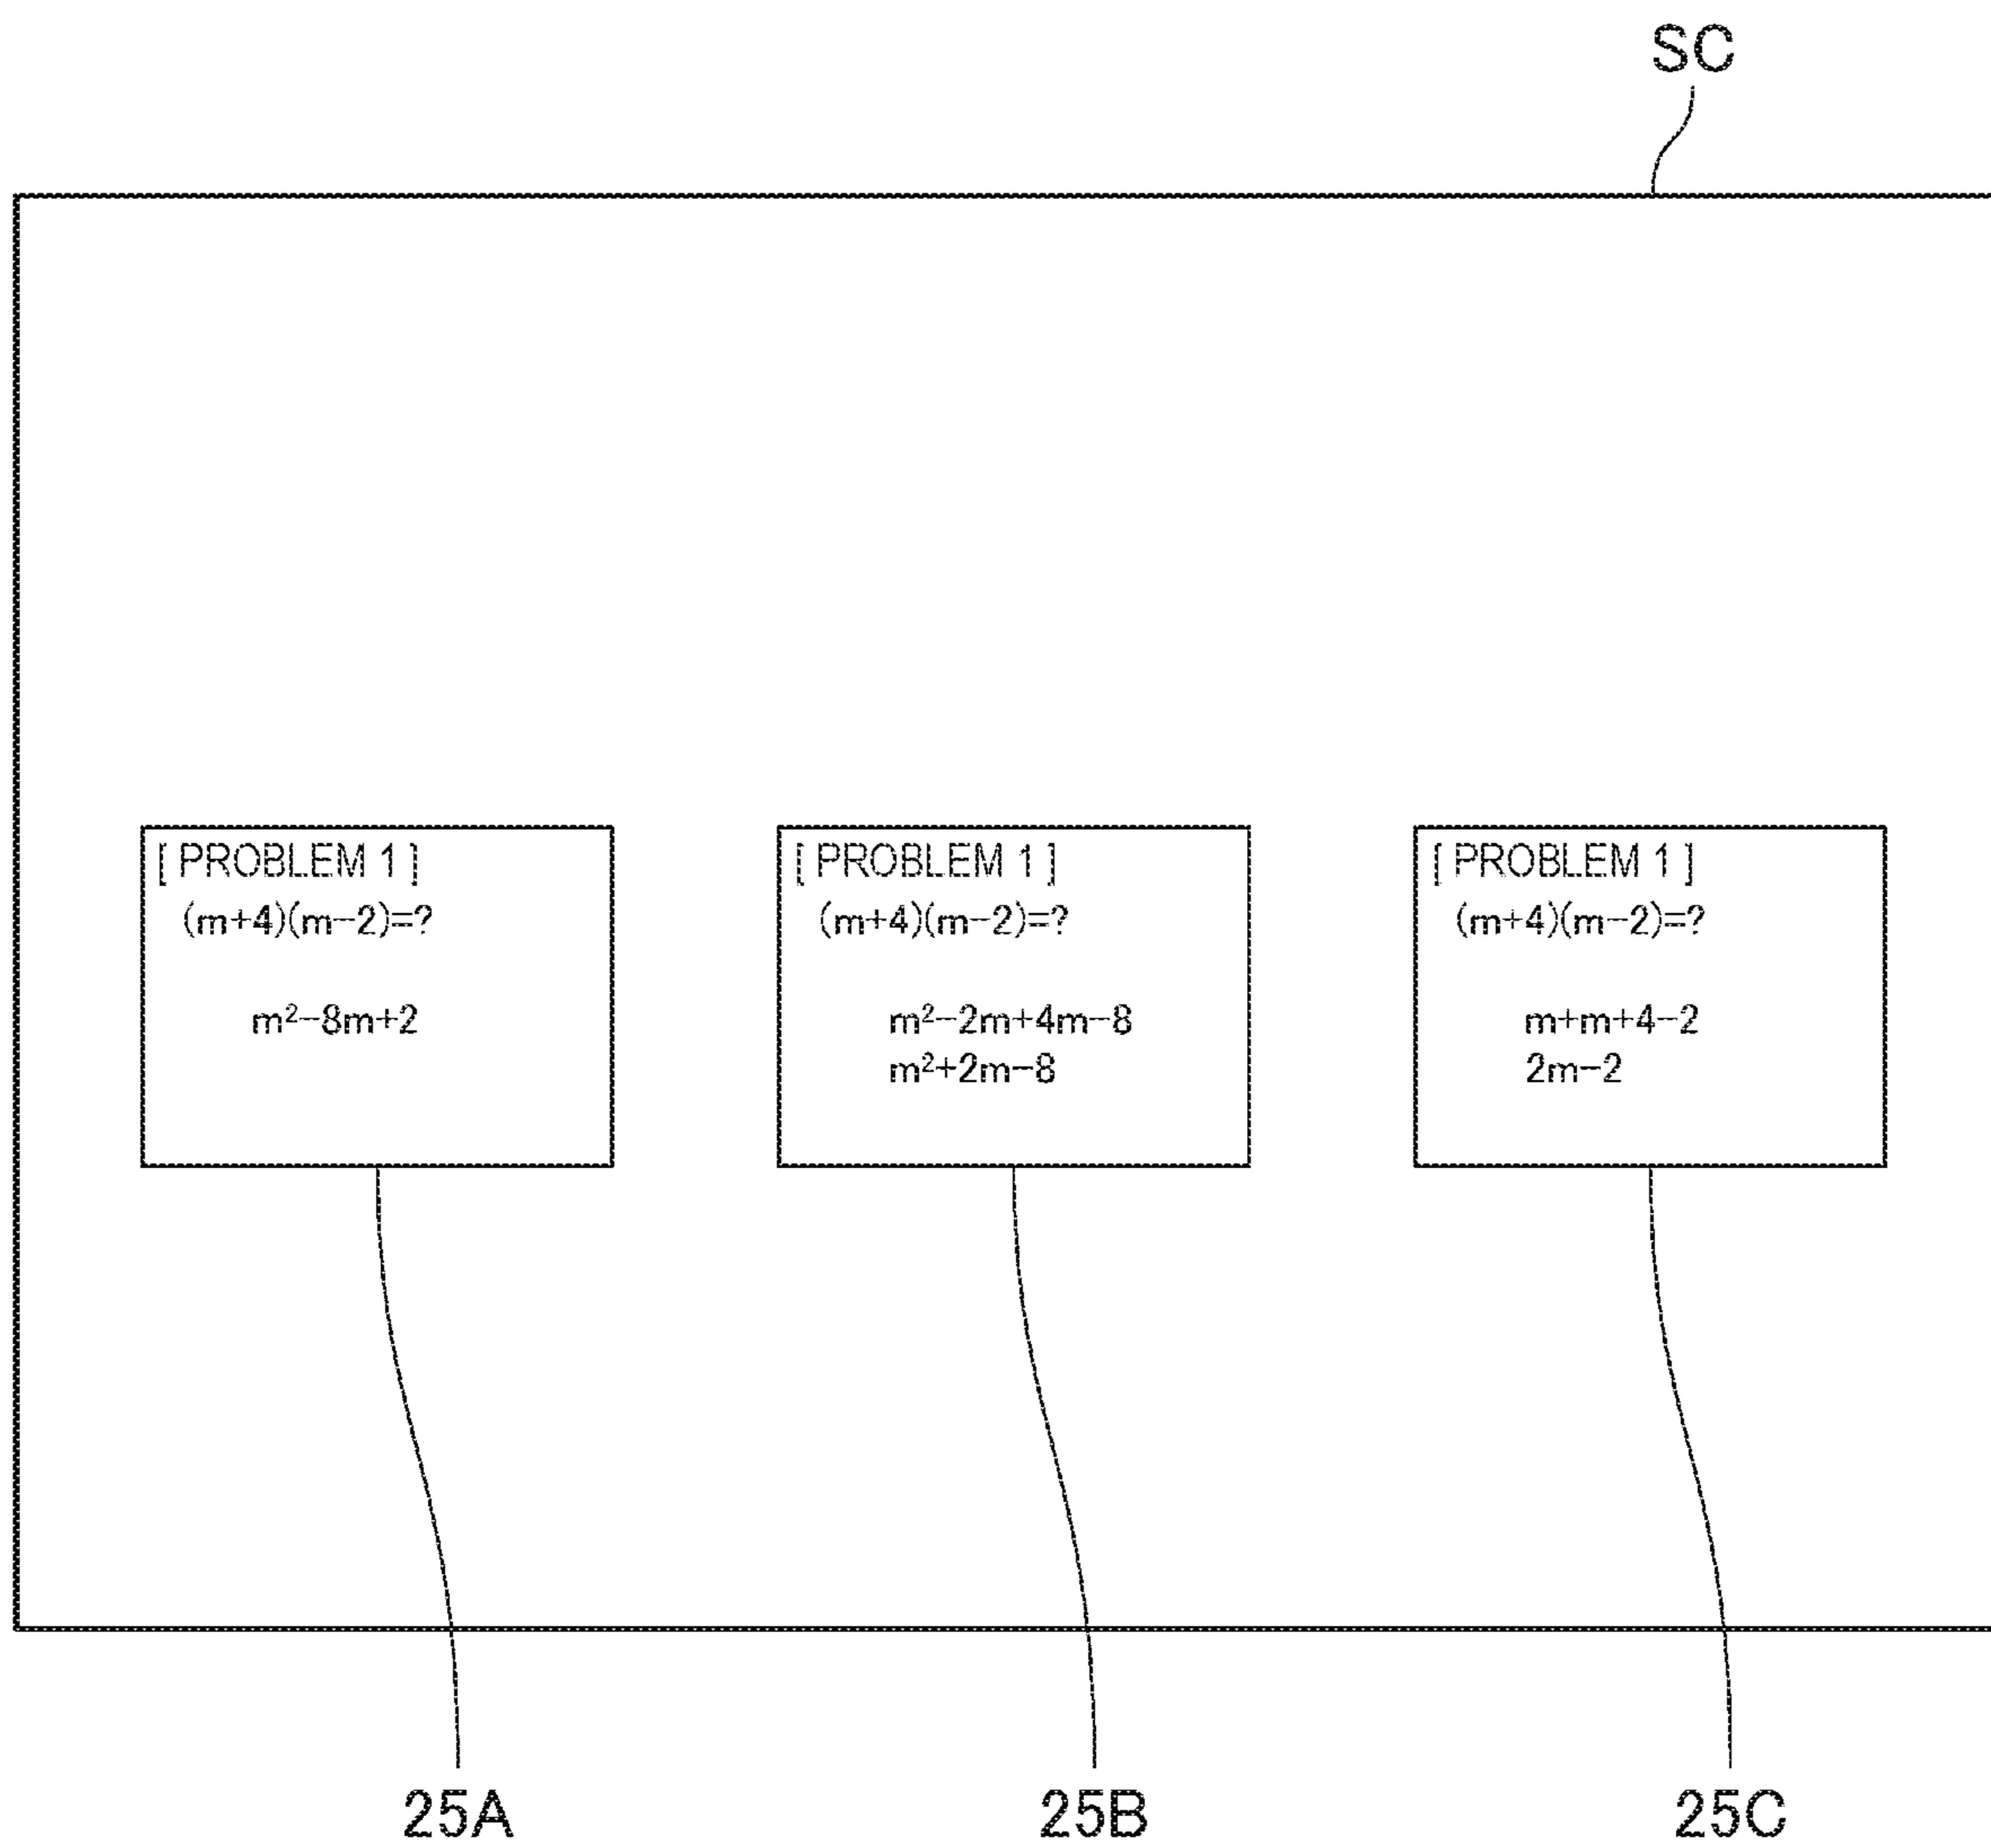 SC
[ PROBLEM 1 ]
(m+4)(m−2)=?
m²−8m+2
[ PROBLEM 1 ]
(m+4)(m−2)=?
m²−2m+4m−8
m²+2m−8
[ PROBLEM 1 ]
(m+4)(m−2)=?
m+m+4−2
2m−2
25A
25B
25C